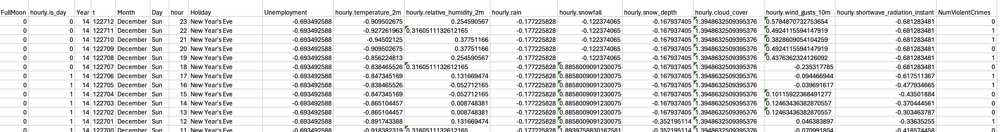 FullMoon hourly.is_day Year t Month Day hour Holiday Unemployment hourly.temperature_2m hourly.relative_humidity_2m hourly.rain hourly.snowfall hourly.snow_depth hourly.cloud_cover hourly.wind_gusts_10m hourly.shortwave_radiation_instant NumViolentCrimes
0 0 14 122712 December Sun 23 New Year's Eve -0.693492588 -0.909502675 0.254590567 -0.177225828 -0.122374065 -0.167937405 1.3948632509395376 0.5784870732753654 -0.681283481 0
0 0 14 122711 December Sun 22 New Year's Eve -0.693492588 -0.927261963 0.3160511132612165 -0.177225828 -0.122374065 -0.167937405 1.3948632509395376 0.4924115594147919 -0.681283481 1
0 0 14 122710 December Sun 21 New Year's Eve -0.693492588 -0.94502125 0.37751166 -0.177225828 -0.122374065 -0.167937405 1.3948632509395376 0.3828609054104259 -0.681283481 1
0 0 14 122709 December Sun 20 New Year's Eve -0.693492588 -0.909502675 0.37751166 -0.177225828 -0.122374065 -0.167937405 1.3948632509395376 0.4924115594147919 -0.681283481 0
0 0 14 122708 December Sun 19 New Year's Eve -0.693492588 -0.856224813 0.254590567 -0.177225828 -0.122374065 -0.167937405 1.3948632509395376 0.4376362324126092 -0.681283481 1
0 0 14 122707 December Sun 18 New Year's Eve -0.693492588 -0.838465526 0.3160511132612165 -0.177225828 0.8858009091230075 -0.167937405 1.3948632509395376 -0.235317785 -0.681283481 0
0 1 14 122706 December Sun 17 New Year's Eve -0.693492588 -0.847345169 0.131669474 -0.177225828 0.8858009091230075 -0.167937405 1.3948632509395376 -0.094466944 -0.617511367 1
0 1 14 122705 December Sun 16 New Year's Eve -0.693492588 -0.838465526 -0.052712165 -0.177225828 0.8858009091230075 -0.167937405 1.3948632509395376 -0.039691617 -0.477934665 1
0 1 14 122704 December Sun 15 New Year's Eve -0.693492588 -0.847345169 -0.052712165 -0.177225828 0.8858009091230075 -0.167937405 1.3948632509395376 0.10115922368491277 -0.43501884 0
0 1 14 122703 December Sun 14 New Year's Eve -0.693492588 -0.865104457 0.008748381 -0.177225828 0.8858009091230075 -0.167937405 1.3948632509395376 0.12463436382870557 -0.370444561 0
0 1 14 122702 December Sun 13 New Year's Eve -0.693492588 -0.865104457 0.008748381 -0.177225828 0.8858009091230075 -0.167937405 1.3948632509395376 0.12463436382870557 -0.303463787 0
0 1 14 122701 December Sun 12 New Year's Eve -0.693492588 -0.891743388 0.131669474 -0.177225828 0.8858009091230075 -0.352195114 1.3948632509395376 0.046383897 -0.33635255 1
0 1 14 122700 December Sun 11 New Year's Eve -0.693492588 -0.918382319 0.3160511132612165 -0.177225828 1.8939758830167581 -0.352195114 1.3948632509395376 -0.070991804 -0.418574458 0